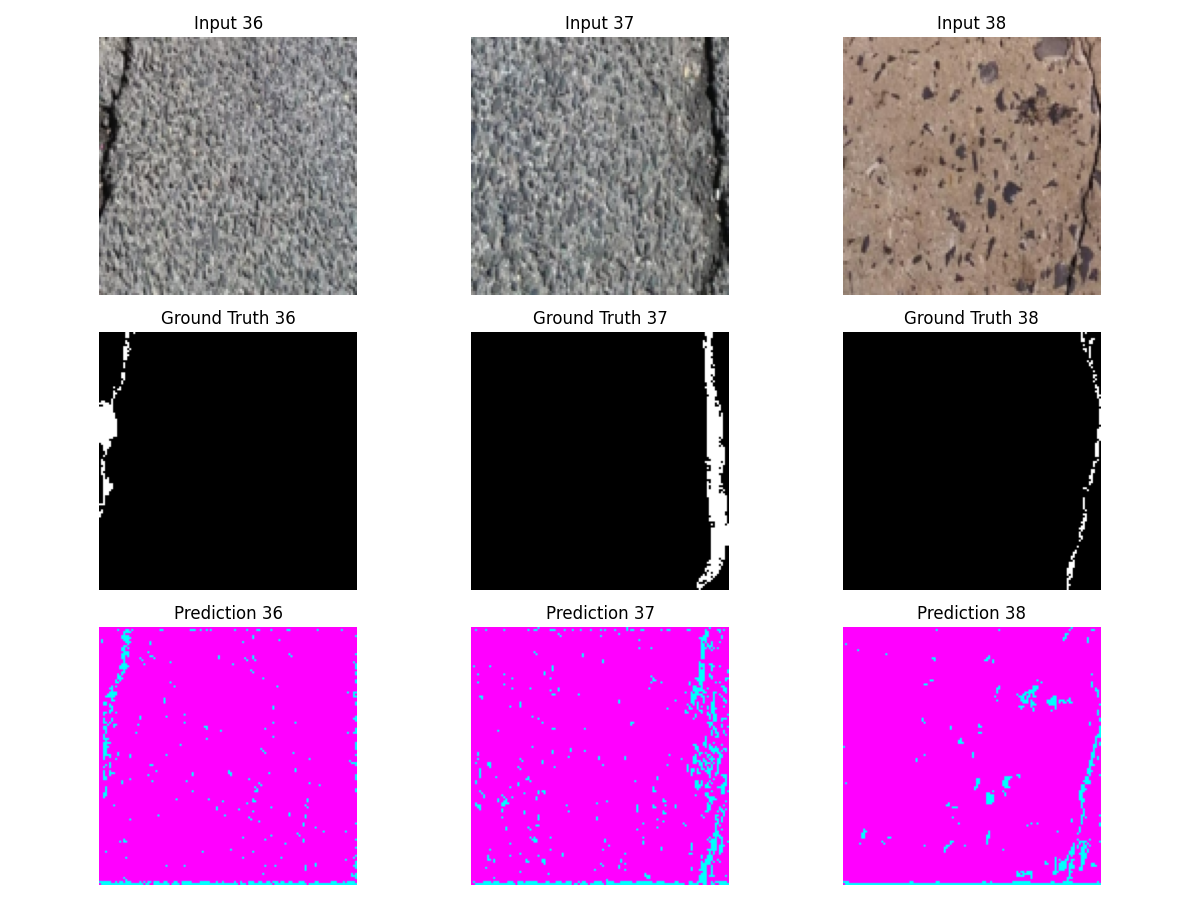 Input 36
Input 37
Input 38
Ground Truth 36
Ground Truth 37
Ground Truth 38
Prediction 36
Prediction 37
Prediction 38